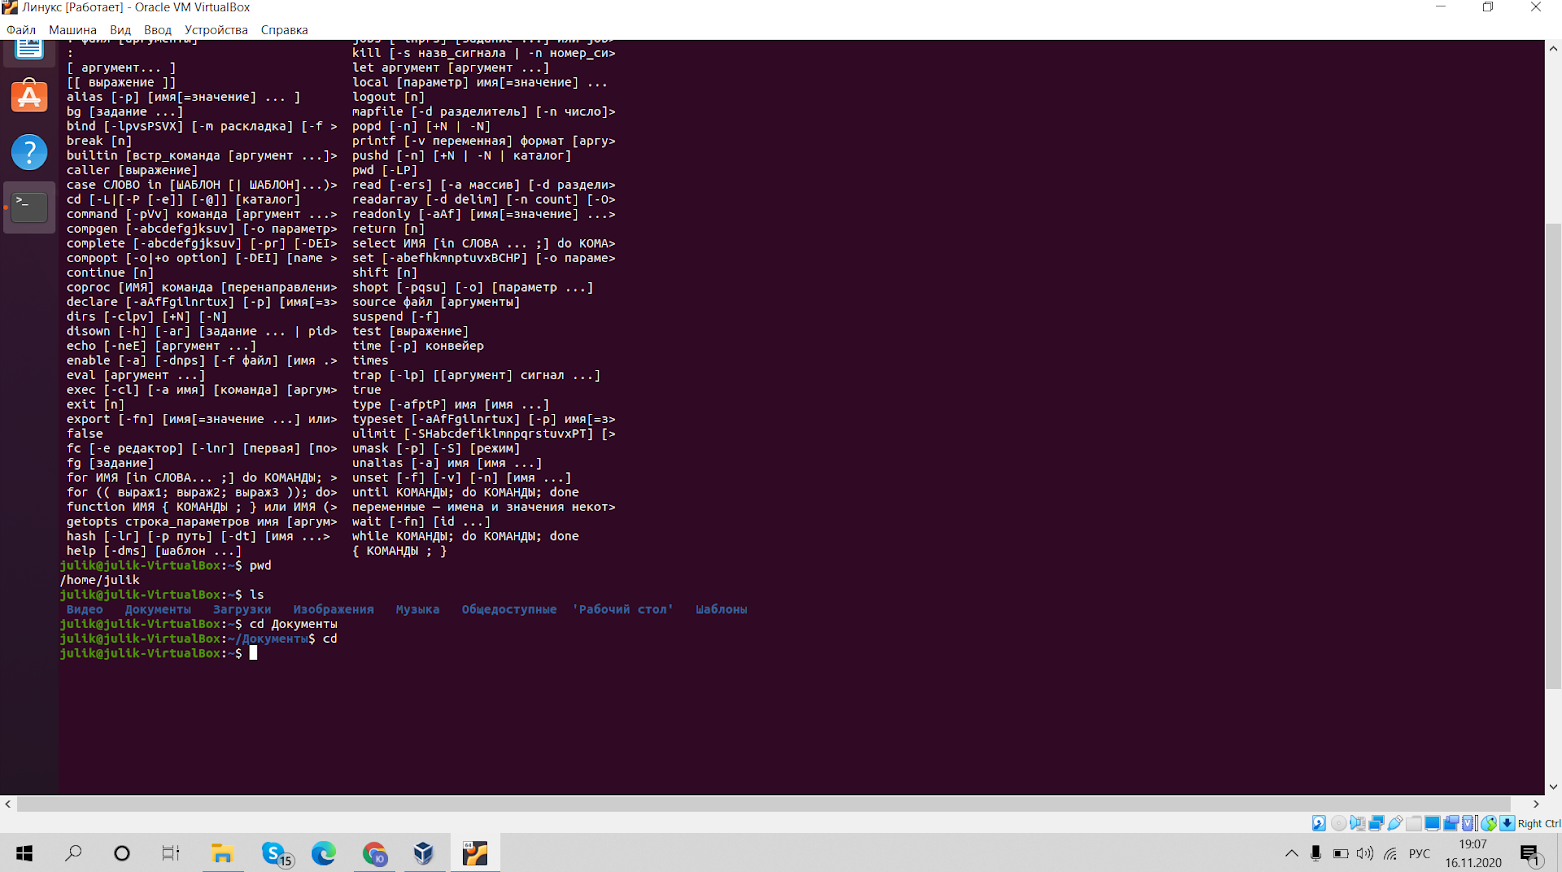 Линукс [Работает] - Oracle VM VirtualBox
Файл Машина Вид Ввод Устройства Справка
:
kill [-s назв_сигнала | -n номер_си>
[ аргумент... ] let аргумент [аргумент ...]
[[ выражение ]] local [параметр] имя[=значение] ...
alias [-p] [имя[=значение] ... ] logout [n]
bg [задание ...] mapfile [-d разделитель] [-n число]>
bind [-lpvsPSVX] [-m раскладка] [-f > popd [-n] [+N | -N]
break [n] printf [-v переменная] формат [аргу>
builtin [встр_команда [аргумент ...]> pushd [-n] [+N | -N | каталог]
caller [выражение] pwd [-LP]
case СЛОВО in [ШАБЛОН [| ШАБЛОН]...)> read [-ers] [-a массив] [-d раздели>
cd [-L|[-P [-e]] [-@]] [каталог] readarray [-d delim] [-n count] [-O>
command [-pVv] команда [аргумент ...> readonly [-aAf] [имя[=значение] ...>
compgen [-abcdefgjksuv] [-o параметр> return [n]
complete [-abcdefgjksuv] [-pr] [-DEI> select ИМЯ [in СЛОВА ... ;] do КОМА>
compopt [-o|+o option] [-DEI] [name > set [-abefhkmnptuvxBCHP] [-o параме>
continue [n] shift [n]
coproc [ИМЯ] команда [перенаправлени> shopt [-pqsu] [-o] [параметр ...]
declare [-aAfFgilnrtux] [-p] [имя[=з> source файл [аргументы]
dirs [-clpv] [+N] [-N] suspend [-f]
disown [-h] [-ar] [задание ... | pid> test [выражение]
echo [-neE] [аргумент ...] time [-p] конвейер
enable [-a] [-dnps] [-f файл] [имя .> times
eval [аргумент ...] trap [-lp] [[аргумент] сигнал ...]
exec [-cl] [-a имя] [команда] [аргум> true
exit [n] type [-afptP] имя [имя ...]
export [-fn] [имя[=значение ...] или> typeset [-aAfFgilnrtux] [-p] имя[=з>
false ulimit [-SHabcdefiklmnpqrstuvxPT] [>
fc [-e редактор] [-lnr] [первая] [по> umask [-p] [-S] [режим]
fg [задание] unalias [-a] имя [имя ...]
for ИМЯ [in СЛОВА... ;] do КОМАНДЫ; > unset [-f] [-v] [-n] [имя ...]
for (( выраж1; выраж2; выраж3 )); do> until КОМАНДЫ; do КОМАНДЫ; done
function ИМЯ { КОМАНДЫ ; } или ИМЯ (> переменные — имена и значения некот>
getopts строка_параметров имя [аргум> wait [-fn] [id ...]
hash [-lr] [-p путь] [-dt] [имя ...> while КОМАНДЫ; do КОМАНДЫ; done
help [-dms] [шаблон ...] { КОМАНДЫ ; }
julik@julik-VirtualBox:~$ pwd
/home/julik
julik@julik-VirtualBox:~$ ls
Видео Документы Загрузки Изображения Музыка Общедоступные 'Рабочий стол' Шаблоны
julik@julik-VirtualBox:~$ cd Документы
julik@julik-VirtualBox:~/Документы$ cd
julik@julik-VirtualBox:~$
Right Ctrl
15
РУС
19:07
16.11.2020
1